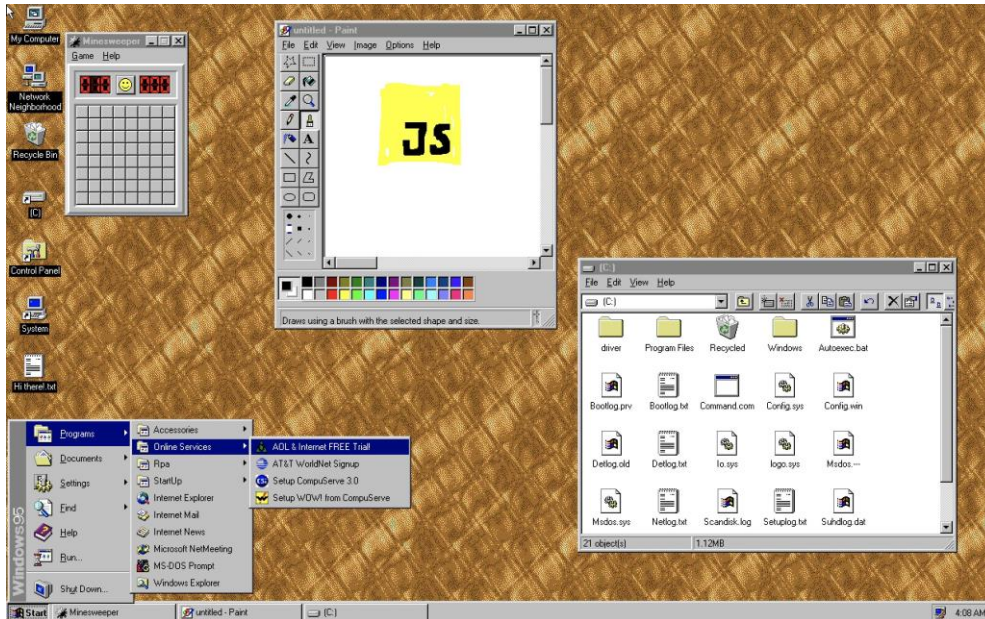 My Computer
Network
Neighborhood
Recycle Bin
(C)
Control Panel
System
Hi there!.txt
Minesweeper
Game Help
010 000
untitled - Paint
File Edit View Image Options Help
A
JS
Draws using a brush with the selected shape and size.
(C:)
File Edit View Help
(C:)
driver Program Files Recycled Windows Autoexec.bat
Bootlog.prv Bootlog.txt Command.com Config.sys Config.win
Detlog.old Detlog.txt Io.sys logo.sys Msdos.---
Msdos.sys Netlog.txt Scandisk.log Setuplog.txt Suhdlog.dat
21 object(s) 1.12MB
Windows95
Programs
Documents
Settings
Find
Help
Run...
Shut Down...
Accessories
Online Services
Rpa
StartUp
Internet Explorer
Internet Mail
Internet News
Microsoft NetMeeting
MS-DOS Prompt
Windows Explorer
AOL & Internet FREE Trial!
AT&T WorldNet Signup
Setup CompuServe 3.0
Setup WOW! from CompuServe
Start Minesweeper untitled - Paint (C:) 4:08 AM